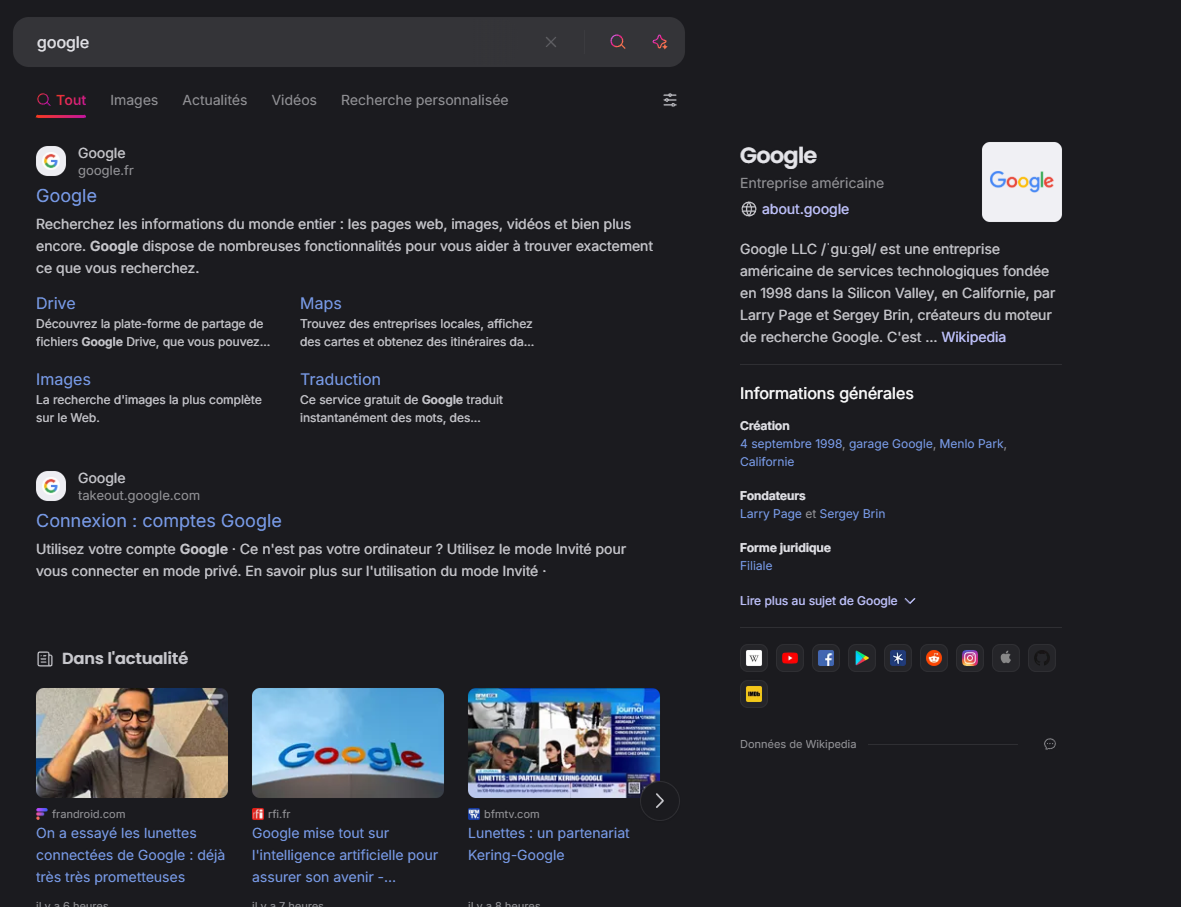 google
Tout
Images
Actualités
Vidéos
Recherche personnalisée
Google
google.fr
Google
Recherchez les informations du monde entier : les pages web, images, vidéos et bien plus
encore. Google dispose de nombreuses fonctionnalités pour vous aider à trouver exactement
ce que vous recherchez.
Drive
Découvrez la plate-forme de partage de
fichiers Google Drive, que vous pouvez...
Maps
Trouvez des entreprises locales, affichez
des cartes et obtenez des itinéraires da...
Images
La recherche d'images la plus complète
sur le Web.
Traduction
Ce service gratuit de Google traduit
instantanément des mots, des...
Google
takeout.google.com
Connexion : comptes Google
Utilisez votre compte Google · Ce n'est pas votre ordinateur ? Utilisez le mode Invité pour
vous connecter en mode privé. En savoir plus sur l'utilisation du mode Invité ·
Dans l'actualité
Google
journal
LUNETTES : UN PARTENARIAT KERING-GOOGLE
frandroid.com
On a essayé les lunettes
connectées de Google : déjà
très très prometteuses
il y a 6 heures
rfi
rfi.fr
Google mise tout sur
l'intelligence artificielle pour
assurer son avenir -...
il y a 7 heures
bfmtv.com
Lunettes : un partenariat
Kering-Google
il y a 8 heures
Google
Entreprise américaine
about.google
Google
Google LLC /ˈguːgəl/ est une entreprise
américaine de services technologiques fondée
en 1998 dans la Silicon Valley, en Californie, par
Larry Page et Sergey Brin, créateurs du moteur
de recherche Google. C'est ... Wikipedia
Informations générales
Création
4 septembre 1998, garage Google, Menlo Park,
Californie
Fondateurs
Larry Page et Sergey Brin
Forme juridique
Filiale
Lire plus au sujet de Google
W
IMDb
Données de Wikipedia